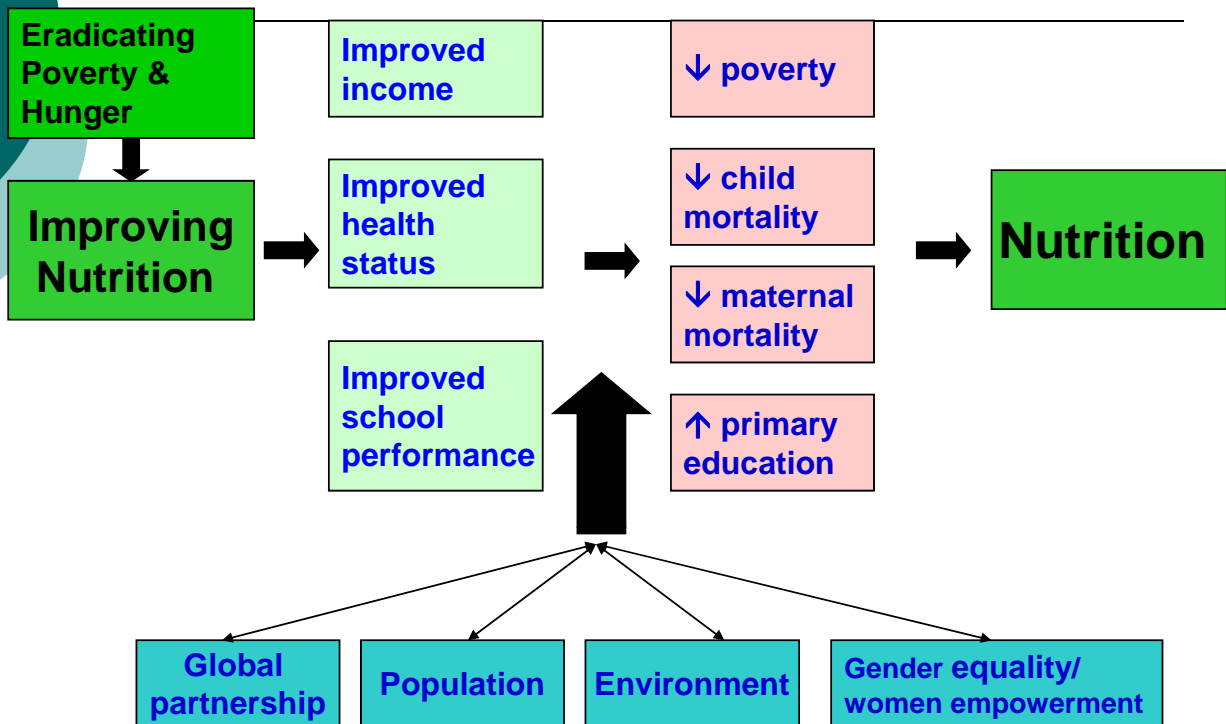 Eradicating
Poverty &
Hunger
Improving
Nutrition
Improved
income
Improved
health
status
Improved
school
performance
↓ poverty
↓ child
mortality
↓ maternal
mortality
↑ primary
education
Nutrition
Global
partnership
Population
Environment
Gender equality/
women empowerment